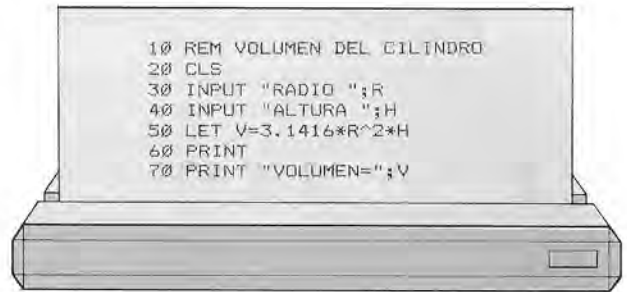 10 REM VOLUMEN DEL CILINDRO
20 CLS
30 INPUT "RADIO ";R
40 INPUT "ALTURA ";H
50 LET V=3.1416*R^2*H
60 PRINT
70 PRINT "VOLUMEN=";V